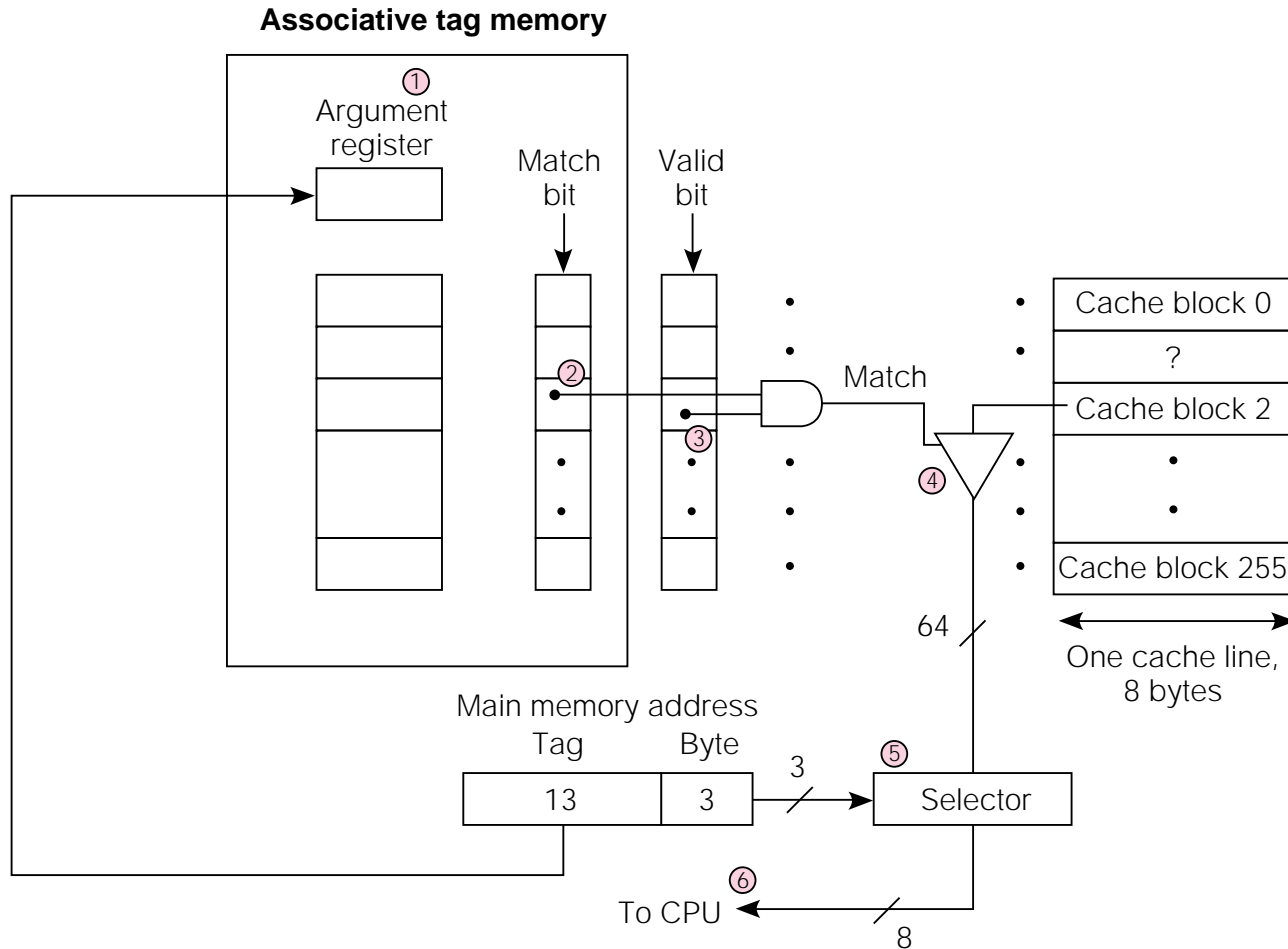 Associative tag memory
1
Argument
register
Match
bit
Valid
bit
Cache block 0
?
2
Match
Cache block 2
3
4
Cache block 255
64
One cache line,
8 bytes
Main memory address
Tag
Byte
3
5
13
3
Selector
6
To CPU
8